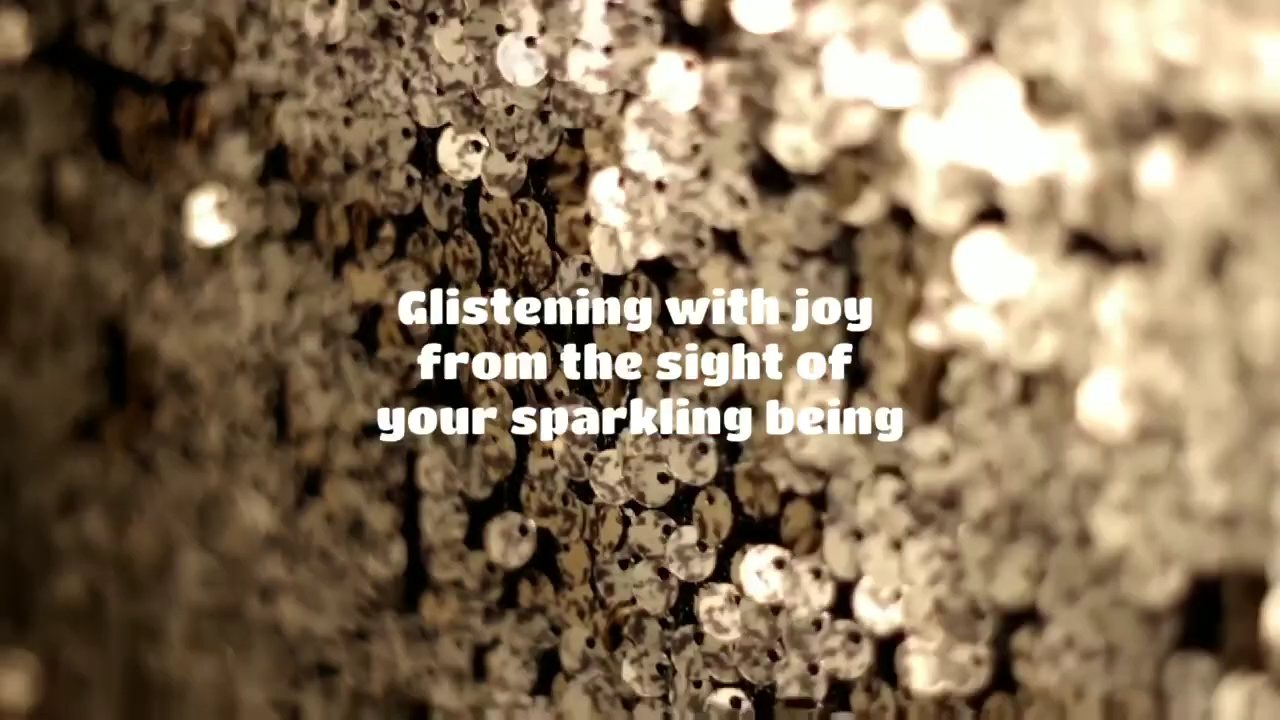 Glistening with joy
from the sight of
your sparkling being